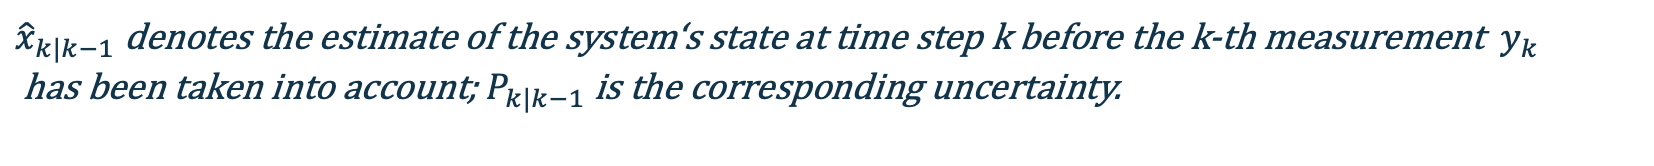 x̂ₖ|ₖ₋₁ denotes the estimate of the system‘s state at time step k before the k-th measurement yₖ
has been taken into account; Pₖ|ₖ₋₁ is the corresponding uncertainty.